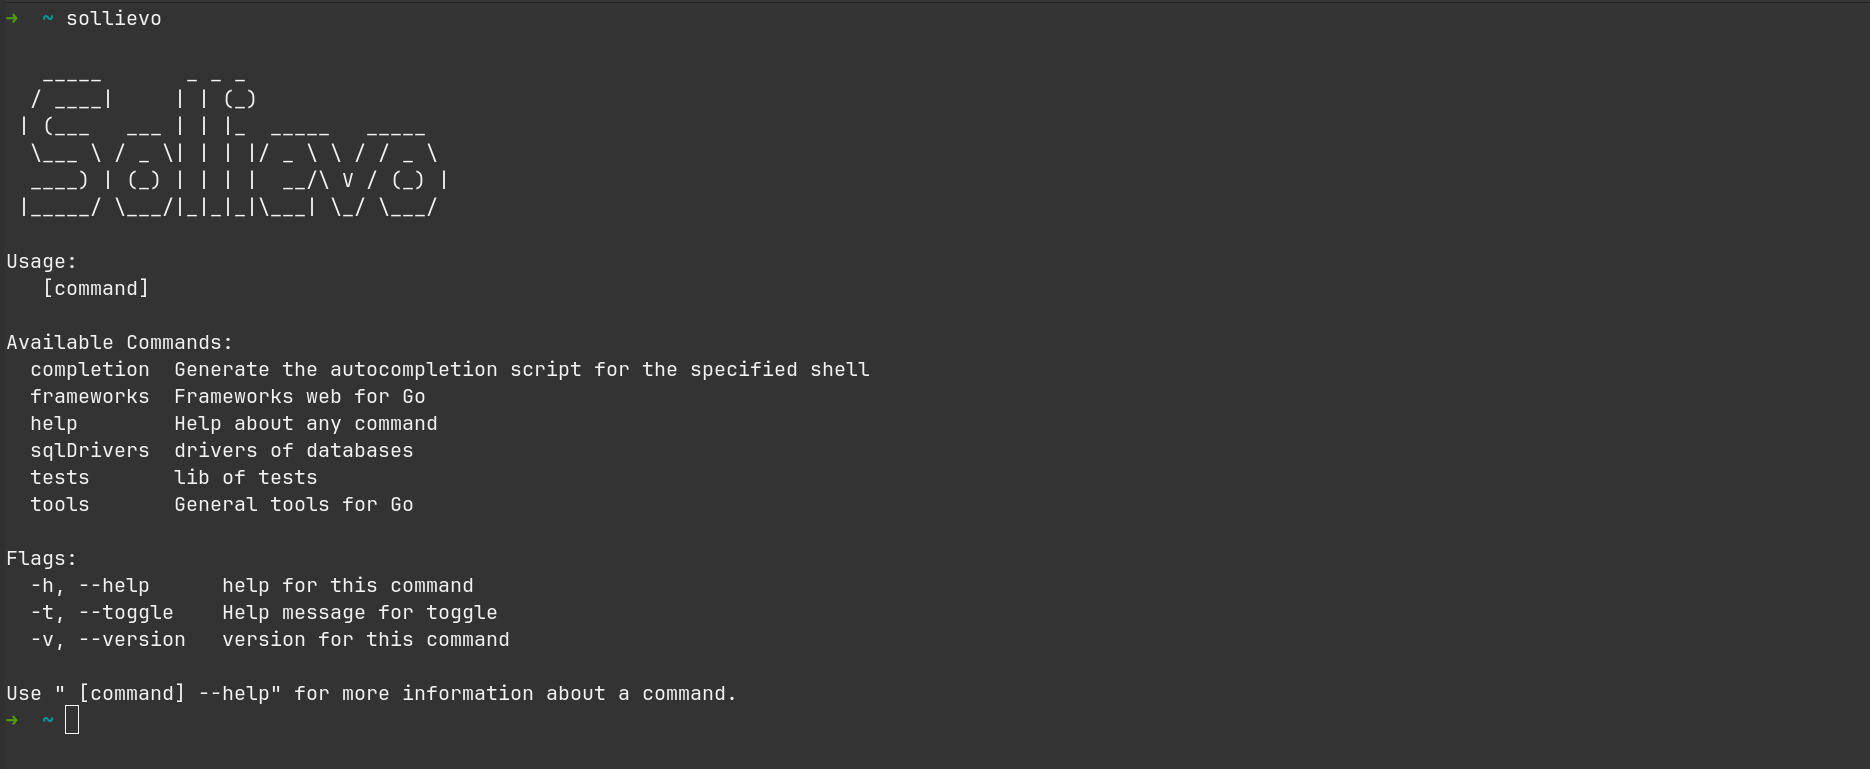 ➜  ~ sollievo

   _____       _ _ _
  / ____|     | | (_)
 | (___   ___ | | |_  _____   _____
  \___ \ / _ \| | | |/ _ \ \ / / _ \
  ____) | (_) | | | |  __/\ V / (_) |
 |_____/ \___/|_|_|_|\___| \_/ \___/

Usage:
   [command]

Available Commands:
  completion  Generate the autocompletion script for the specified shell
  frameworks  Frameworks web for Go
  help        Help about any command
  sqlDrivers  drivers of databases
  tests       lib of tests
  tools       General tools for Go

Flags:
  -h, --help      help for this command
  -t, --toggle    Help message for toggle
  -v, --version   version for this command

Use " [command] --help" for more information about a command.
➜  ~